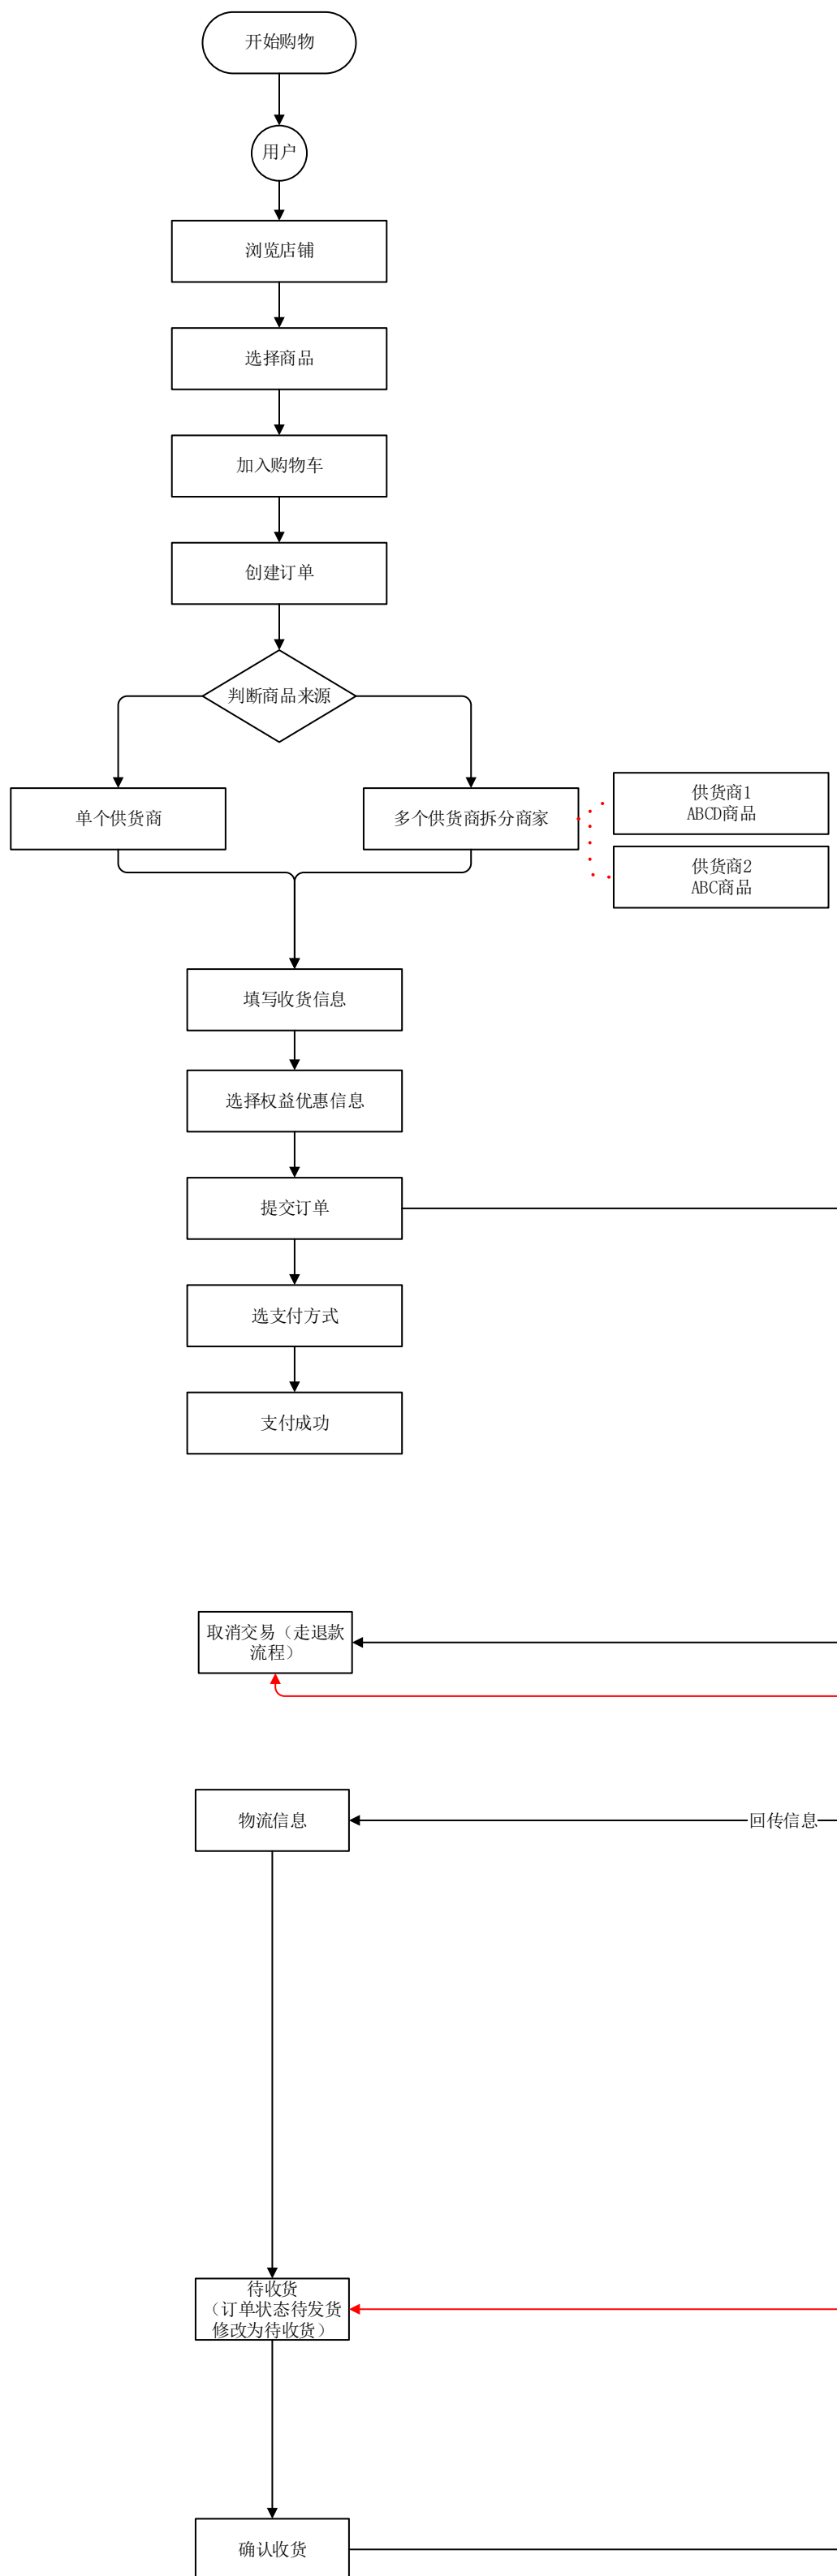 开始购物
用户
浏览店铺
选择商品
加入购物车
创建订单
判断商品来源
单个供货商
多个供货商拆分商家
供货商1
ABCD商品
供货商2
ABC商品
填写收货信息
选择权益优惠信息
提交订单
选支付方式
支付成功
取消交易（走退款
流程）
物流信息
回传信息
待收货
（订单状态待发货
修改为待收货）
确认收货